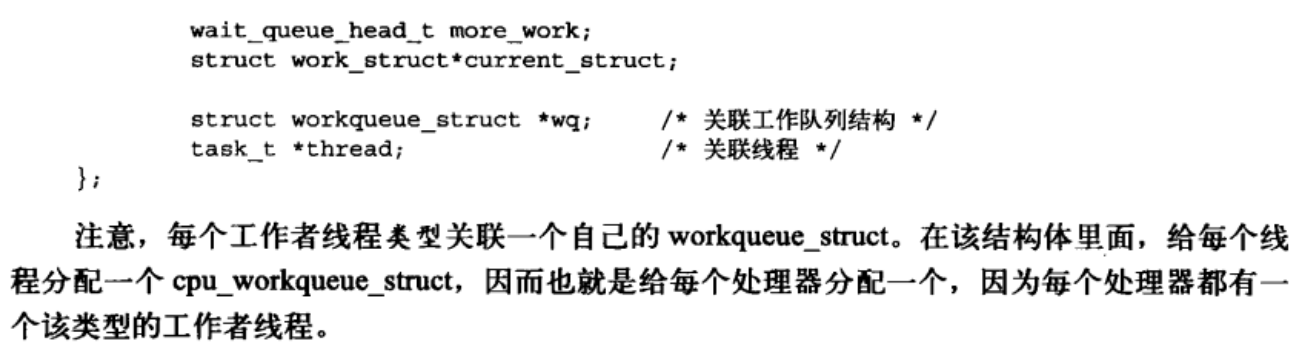 wait_queue_head_t more_work;
struct work_struct*current_struct;
struct workqueue_struct *wq; /* 关联工作队列结构 */
task_t *thread; /* 关联线程 */
};
注意，每个工作者线程类型关联一个自己的 workqueue_struct。在该结构体里面，给每个线
程分配一个 cpu_workqueue_struct，因而也就是给每个处理器分配一个，因为每个处理器都有一
个该类型的工作者线程。